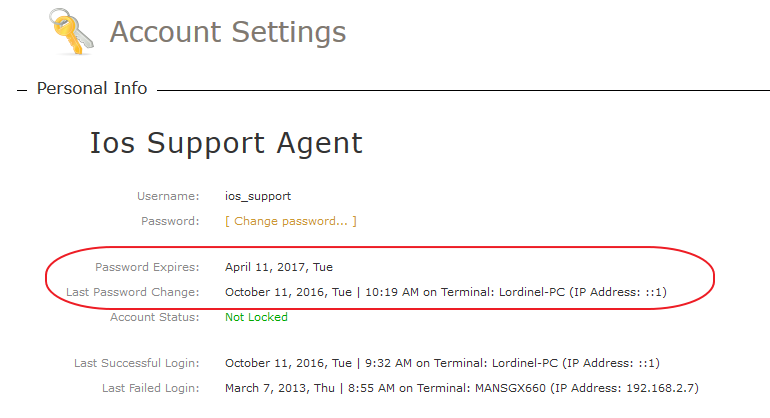 Account Settings
Personal Info
Ios Support Agent
Username: ios_support
Password: [ Change password... ]
Password Expires: April 11, 2017, Tue
Last Password Change: October 11, 2016, Tue | 10:19 AM on Terminal: Lordinel-PC (IP Address: ::1)
Account Status: Not Locked
Last Successful Login: October 11, 2016, Tue | 9:32 AM on Terminal: Lordinel-PC (IP Address: ::1)
Last Failed Login: March 7, 2013, Thu | 8:55 AM on Terminal: MANSGX660 (IP Address: 192.168.2.7)